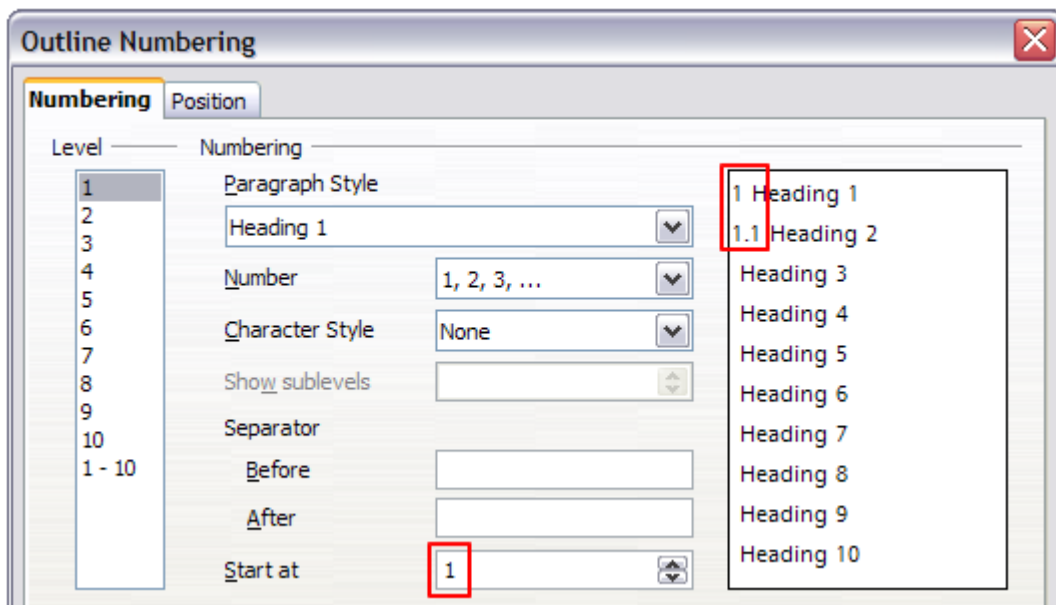 Outline Numbering
Numbering Position
Level Numbering
1
2
3
4
5
6
7
8
9
10
1 - 10
Paragraph Style
Heading 1
Number 1, 2, 3, ...
Character Style None
Show sublevels
Separator
Before
After
Start at 1
1 Heading 1
1.1 Heading 2
Heading 3
Heading 4
Heading 5
Heading 6
Heading 7
Heading 8
Heading 9
Heading 10